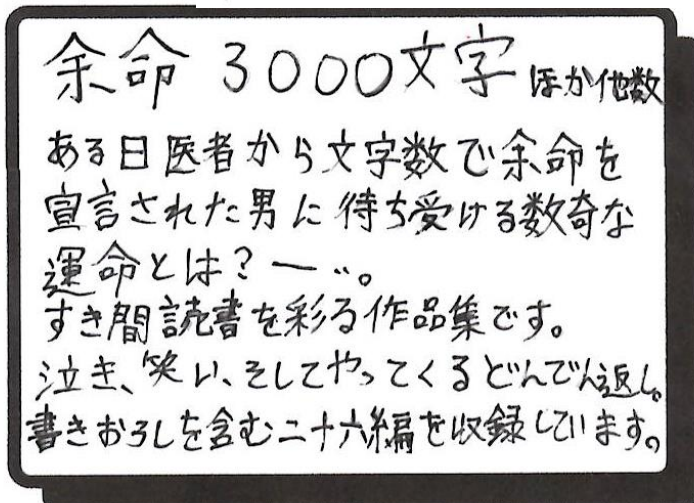 余命 3000文字 ほか他数
ある日医者から文字数で余命を
宣言された男に待ち受ける数奇な
運命とは?ー…。
すき間読書を彩る作品集です。
泣き、笑い、そしてやってくるどんでん返し。
書きおろしを含む二十六編を収録しています。